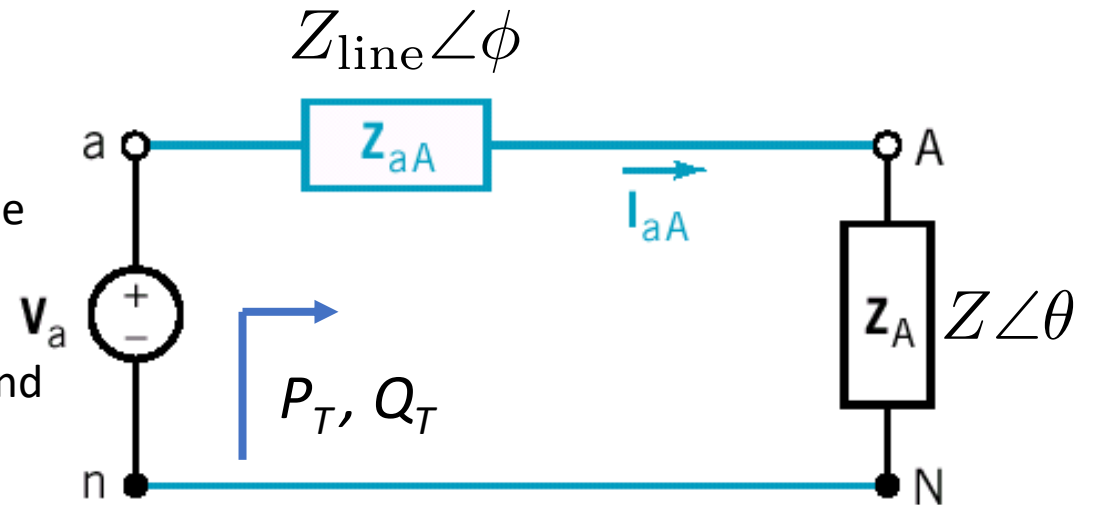 Z_line∠φ
a
Z_aA
A
I_aA
e
+
−
V_a
Z_A
Z∠θ
nd
P_T, Q_T
n
N